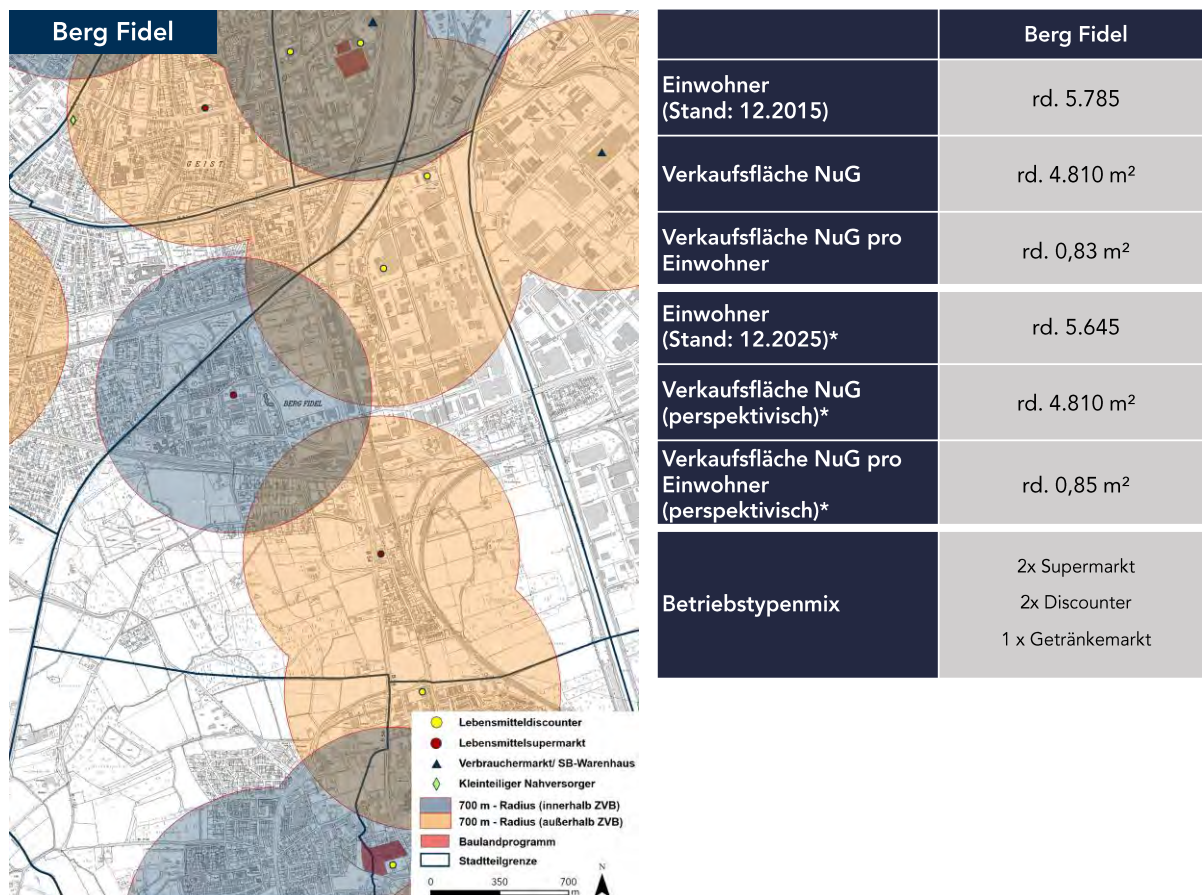 Berg Fidel
GEIST
BERG FIDEL
Lebensmitteldiscounter
Lebensmittelsupermarkt
Verbrauchermarkt/ SB-Warenhaus
Kleinteiliger Nahversorger
700 m - Radius (innerhalb ZVB)
700 m - Radius (außerhalb ZVB)
Baulandprogramm
Stadtteilgrenze
N
0 350 700
m
Berg Fidel
Einwohner
(Stand: 12.2015)
rd. 5.785
Verkaufsfläche NuG
rd. 4.810 m²
Verkaufsfläche NuG pro
Einwohner
rd. 0,83 m²
Einwohner
(Stand: 12.2025)*
rd. 5.645
Verkaufsfläche NuG
(perspektivisch)*
rd. 4.810 m²
Verkaufsfläche NuG pro
Einwohner
(perspektivisch)*
rd. 0,85 m²
Betriebstypenmix
2x Supermarkt
2x Discounter
1 x Getränkemarkt